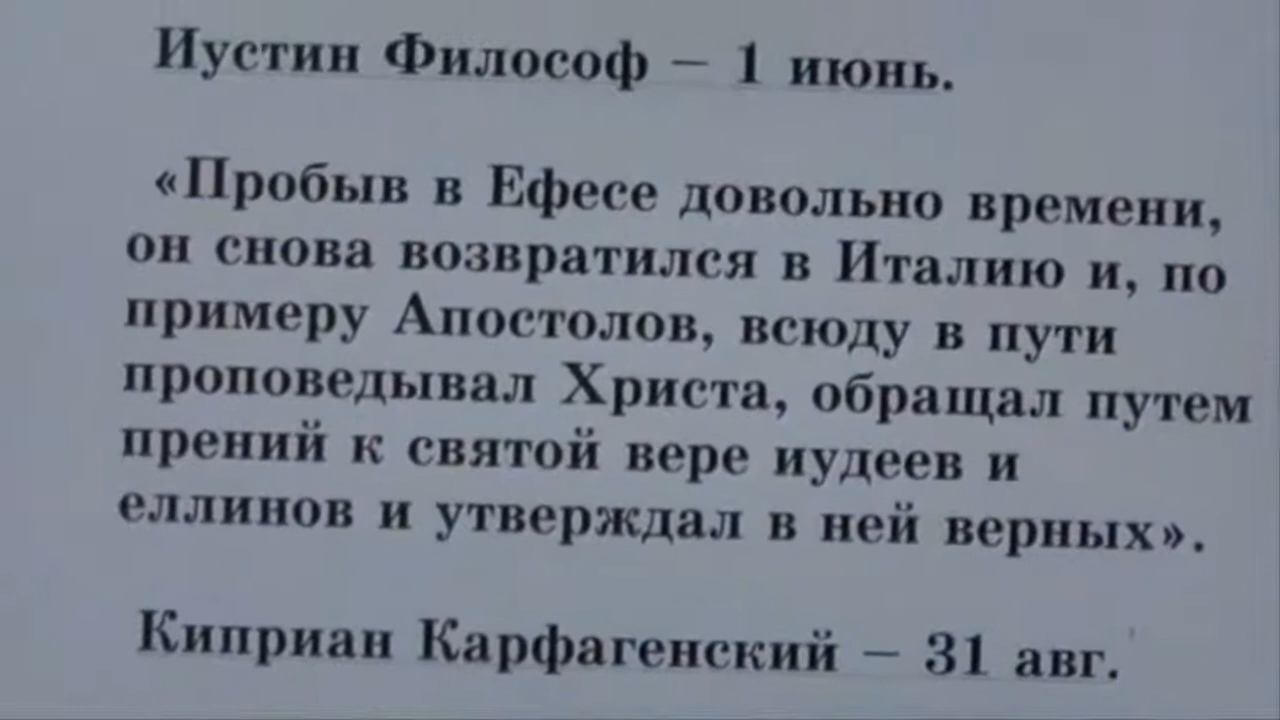 Иустин Философ – 1 июнь.
«Пробыв в Ефесе довольно времени,
он снова возвратился в Италию и, по
примеру Апостолов, всюду в пути
проповедывал Христа, обращал путем
прений к святой вере иудеев и
еллинов и утверждал в ней верных».
Киприан Карфагенский – 31 авг.